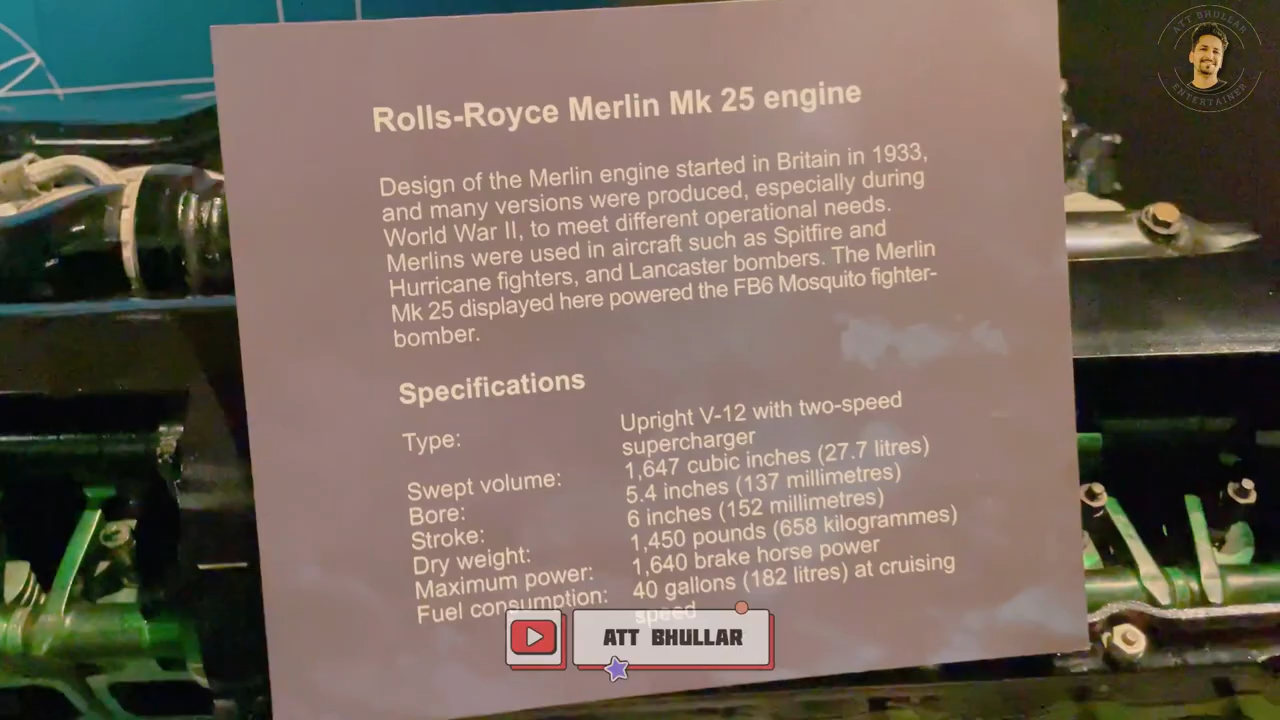 ATT BHULLAR
ENTERTAINER
Rolls-Royce Merlin Mk 25 engine
Design of the Merlin engine started in Britain in 1933,
and many versions were produced, especially during
World War II, to meet different operational needs.
Merlins were used in aircraft such as Spitfire and
Hurricane fighters, and Lancaster bombers. The Merlin
Mk 25 displayed here powered the FB6 Mosquito fighter-
bomber.
Specifications
Type: Upright V-12 with two-speed
supercharger
Swept volume: 1,647 cubic inches (27.7 litres)
Bore: 5.4 inches (137 millimetres)
Stroke: 6 inches (152 millimetres)
Dry weight: 1,450 pounds (658 kilogrammes)
Maximum power: 1,640 brake horse power
Fuel consumption: 40 gallons (182 litres) at cruising
speed
ATT BHULLAR